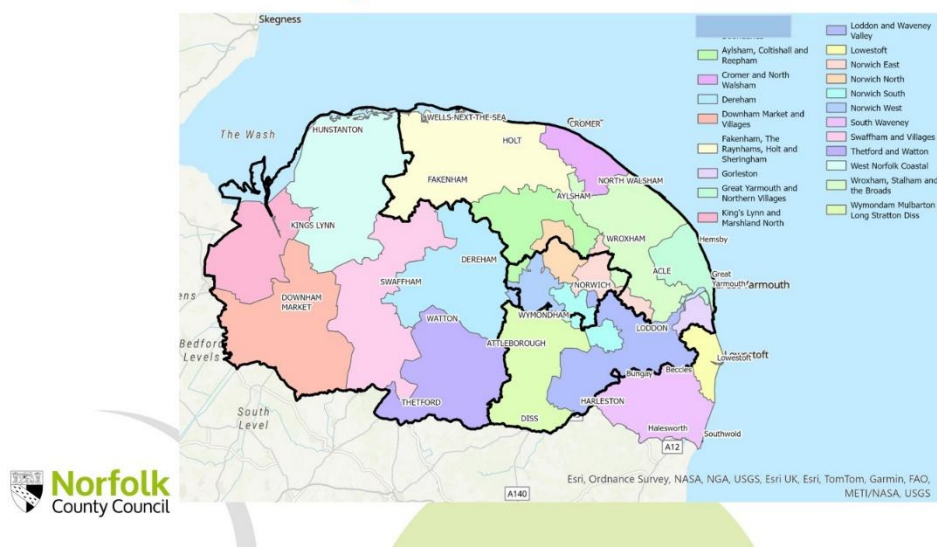 Skegness
The Wash
HUNSTANTON
WELLS-NEXT-THE-SEA
CROMER
HOLT
FAKENHAM
NORTH WALSHAM
AYLSHAM
KINGS LYNN
WROXHAM
Hemsby
DEREHAM
ACLE
Great
Yarmouth
SWAFFHAM
NORWICH
DOWNHAM
MARKET
WATTON
WYMONDHAM
LODDON
ATTLEBOROUGH
Bedford
Levels
Lowestoft
Beccles
Bungay
THETFORD
HARLESTON
South
Level
DISS
Halesworth
Southwold
A12
A140
Aylsham, Coltishall and
Reepham
Cromer and North
Walsham
Dereham
Downham Market and
Villages
Fakenham, The
Raynhams, Holt and
Sheringham
Gorleston
Great Yarmouth and
Northern Villages
King's Lynn and
Marshland North
Loddon and Waveney
Valley
Lowestoft
Norwich East
Norwich North
Norwich South
Norwich West
South Waveney
Swaffham and Villages
Thetford and Watton
West Norfolk Coastal
Wroxham, Stalham and
the Broads
Wymondam Mulbarton
Long Stratton Diss
Esri, Ordnance Survey, NASA, NGA, USGS, Esri UK, Esri, TomTom, Garmin, FAO,
METI/NASA, USGS
Norfolk
County Council